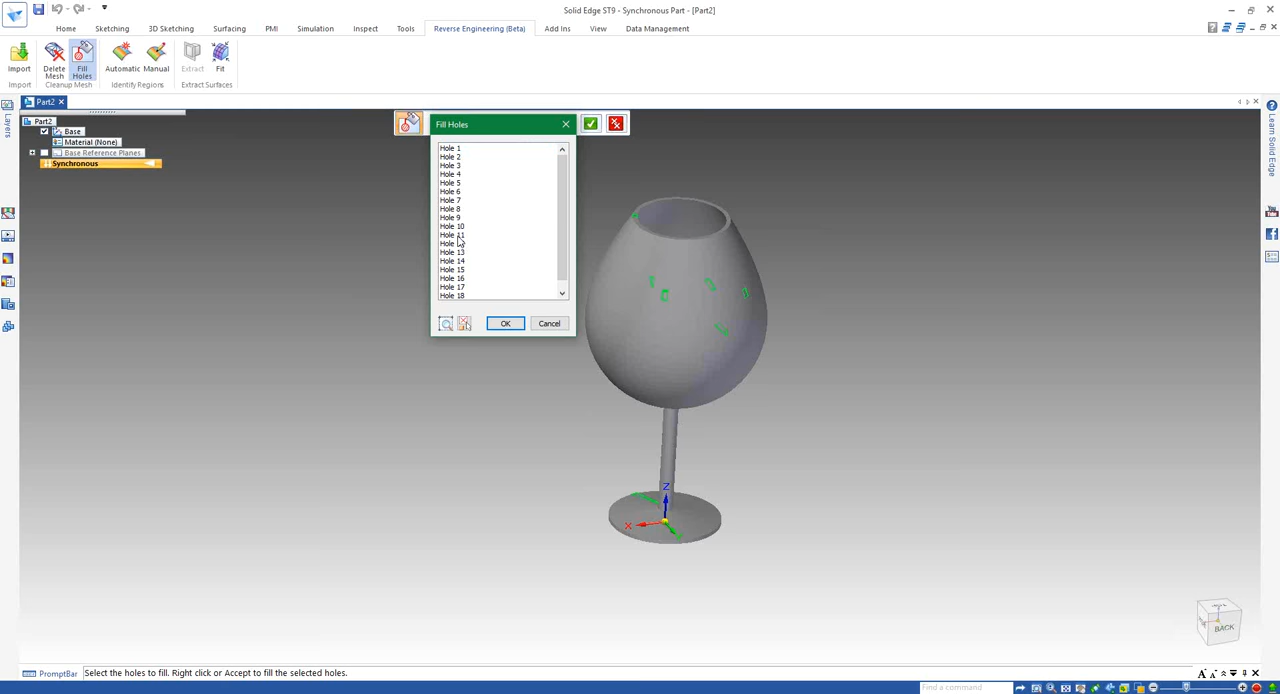 Solid Edge ST9 - Synchronous Part - [Part2]
Home Sketching 3D Sketching Surfacing PMI Simulation Inspect Tools Reverse Engineering (Beta) Add Ins View Data Management
Import Delete Mesh Fill Holes Automatic Manual Extract Fit
Import Cleanup Mesh Identify Regions Extract Surfaces
Part2
Layers
Learn Solid Edge
Part2
Base
Material (None)
Base Reference Planes
Synchronous
Fill Holes
Hole 1
Hole 2
Hole 3
Hole 4
Hole 5
Hole 6
Hole 7
Hole 8
Hole 9
Hole 10
Hole 11
Hole
Hole 13
Hole 14
Hole 15
Hole 16
Hole 17
Hole 18
OK Cancel
Z
X
BACK
PromptBar Select the holes to fill. Right click or Accept to fill the selected holes.
Find a command